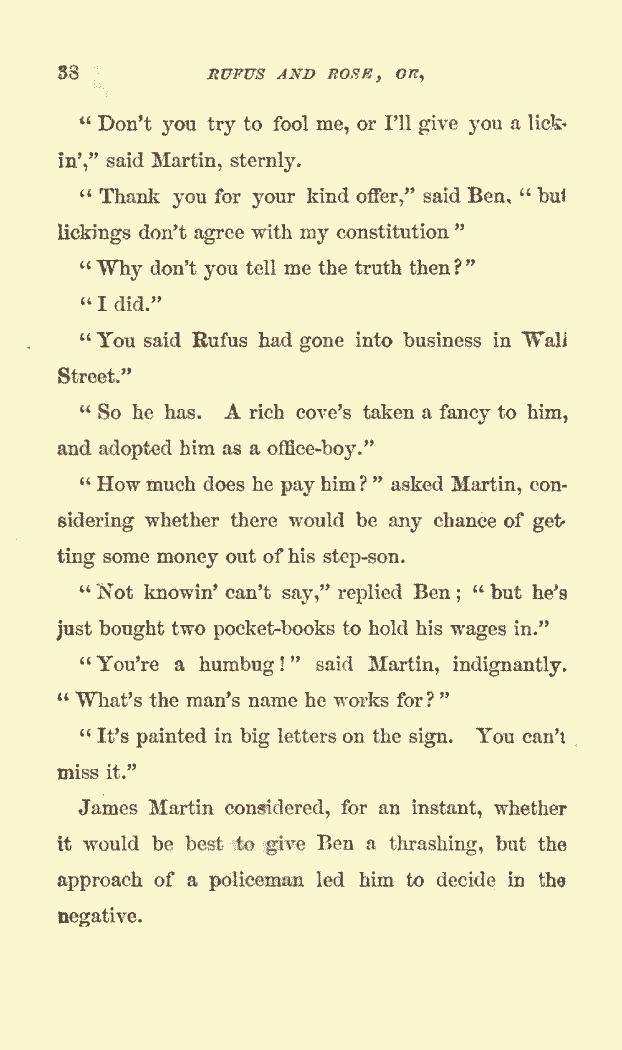 38 RUFUS AND ROSE, OR,
“Don’t you try to fool me, or I’ll give you a lick-
in’,” said Martin, sternly.
“Thank you for your kind offer,” said Ben, “but
lickings don’t agree with my constitution”
“Why don’t you tell me the truth then?”
“I did.”
“You said Rufus had gone into business in Wall
Street.”
“So he has. A rich cove’s taken a fancy to him,
and adopted him as a office-boy.”
“How much does he pay him?” asked Martin, con-
sidering whether there would be any chance of get-
ting some money out of his step-son.
“Not knowin’ can’t say,” replied Ben; “but he’s
just bought two pocket-books to hold his wages in.”
“You’re a humbug!” said Martin, indignantly.
“What’s the man’s name he works for?”
“It’s painted in big letters on the sign. You can’t
miss it.”
James Martin considered, for an instant, whether
it would be best to give Ben a thrashing, but the
approach of a policeman led him to decide in the
negative.